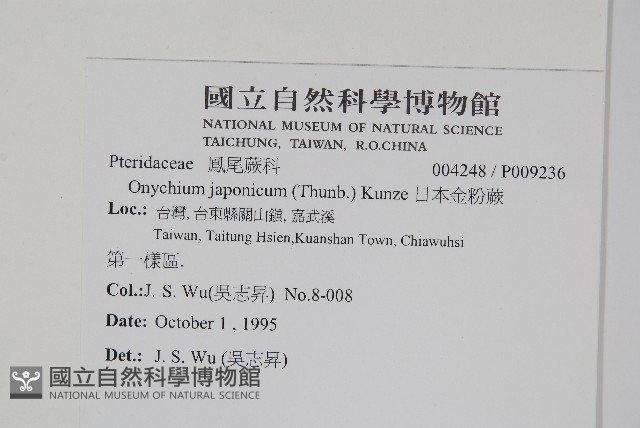 國立自然科學博物館
NATIONAL MUSEUM OF NATURAL SCIENCE
TAICHUNG, TAIWAN, R.O.CHINA
Pteridaceae 鳳尾蕨科 004248 / P009236
Onychium japonicum (Thunb.) Kunze 日本金粉蕨
Loc.: 台灣, 台東縣關山鎮, 嘉武溪
Taiwan, Taitung Hsien,Kuanshan Town, Chiawuhsi
第一樣區.
Col.:J. S. Wu(吳志昇) No.8-008
Date: October 1 , 1995
Det.: J. S. Wu (吳志昇)
國立自然科學博物館
NATIONAL MUSEUM OF NATURAL SCIENCE